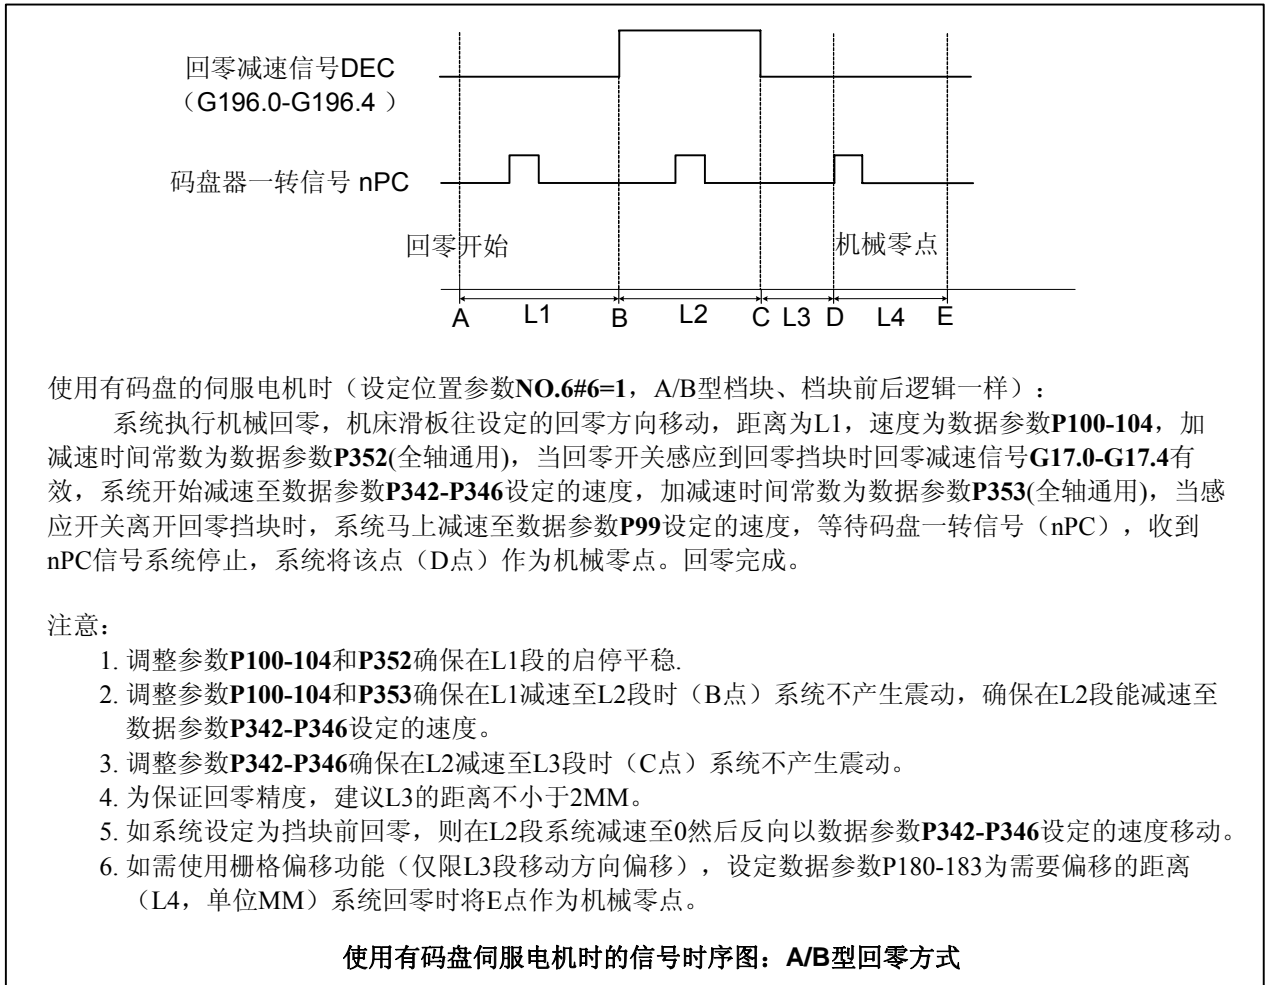 回零减速信号DEC
（G196.0-G196.4 ）
码盘器一转信号 nPC
回零开始
机械零点
A L1 B L2 C L3 D L4 E
使用有码盘的伺服电机时（设定位置参数NO.6#6=1，A/B型档块、档块前后逻辑一样）:
系统执行机械回零，机床滑板往设定的回零方向移动，距离为L1，速度为数据参数P100-104，加
减速时间常数为数据参数P352(全轴通用)，当回零开关感应到回零挡块时回零减速信号G17.0-G17.4有
效，系统开始减速至数据参数P342-P346设定的速度，加减速时间常数为数据参数P353(全轴通用)，当感
应开关离开回零挡块时，系统马上减速至数据参数P99设定的速度，等待码盘一转信号（nPC），收到
nPC信号系统停止，系统将该点（D点）作为机械零点。回零完成。
注意:
1. 调整参数P100-104和P352确保在L1段的启停平稳.
2. 调整参数P100-104和P353确保在L1减速至L2段时（B点）系统不产生震动，确保在L2段能减速至
数据参数P342-P346设定的速度。
3. 调整参数P342-P346确保在L2减速至L3段时（C点）系统不产生震动。
4. 为保证回零精度，建议L3的距离不小于2MM。
5. 如系统设定为挡块前回零，则在L2段系统减速至0然后反向以数据参数P342-P346设定的速度移动。
6. 如需使用栅格偏移功能（仅限L3段移动方向偏移），设定数据参数P180-183为需要偏移的距离
（L4，单位MM）系统回零时将E点作为机械零点。
使用有码盘伺服电机时的信号时序图：A/B型回零方式